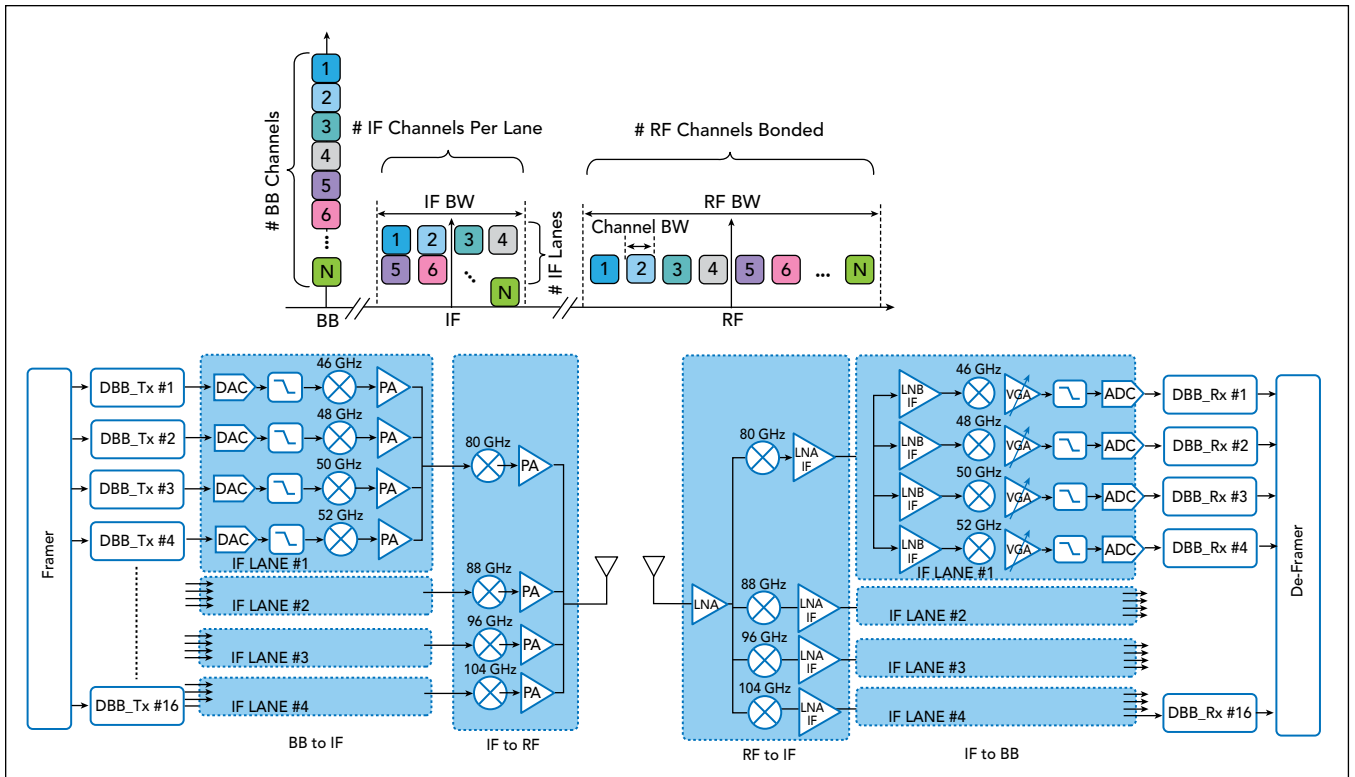 # BB Channels
1
2
3
4
5
6
N
BB
# IF Channels Per Lane
IF BW
1 2 3 4
5 6 N
# IF Lanes
IF
# RF Channels Bonded
RF BW
Channel BW
1 2 3 4 5 6 ... N
RF
Framer
DBB_Tx #1
DBB_Tx #2
DBB_Tx #3
DBB_Tx #4
DBB_Tx #16
46 GHz
DAC PA
48 GHz
DAC PA
50 GHz
DAC PA
52 GHz
DAC PA
IF LANE #1
IF LANE #2
IF LANE #3
IF LANE #4
BB to IF
80 GHz
PA
88 GHz
PA
96 GHz
PA
104 GHz
PA
IF to RF
LNA
80 GHz
LNA
IF
88 GHz
LNA
IF
96 GHz
LNA
IF
104 GHz
LNA
IF
RF to IF
46 GHz
LNB
IF
VGA ADC
48 GHz
LNB
IF
VGA ADC
50 GHz
LNB
IF
VGA ADC
52 GHz
LNB
IF
VGA ADC
IF LANE #1
IF LANE #2
IF LANE #3
IF LANE #4
IF to BB
DBB_Rx #1
DBB_Rx #2
DBB_Rx #3
DBB_Rx #4
DBB_Rx #16
De-Framer